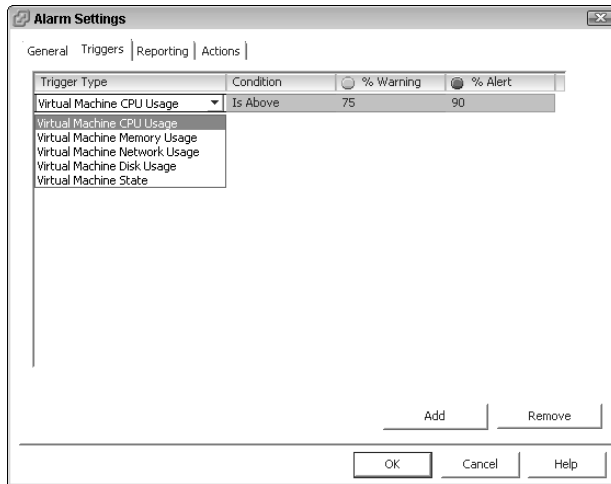 Alarm Settings
General Triggers Reporting Actions
Trigger Type Condition % Warning % Alert
Virtual Machine CPU Usage Is Above 75 90
Virtual Machine CPU Usage
Virtual Machine Memory Usage
Virtual Machine Network Usage
Virtual Machine Disk Usage
Virtual Machine State
Add Remove
OK Cancel Help